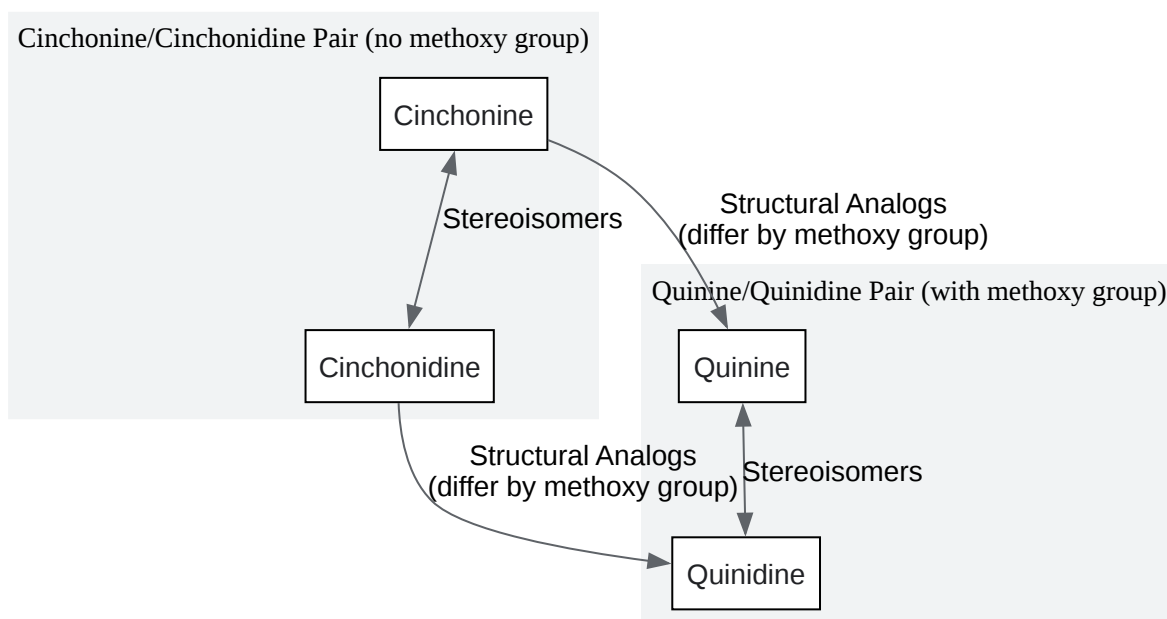 Cinchonine/Cinchonidine Pair (no methoxy group)
Cinchonine
Stereoisomers
Structural Analogs
(differ by methoxy group)
Quinine/Quinidine Pair (with methoxy group)
Cinchonidine
Quinine
Structural Analogs
(differ by methoxy group)
Stereoisomers
Quinidine